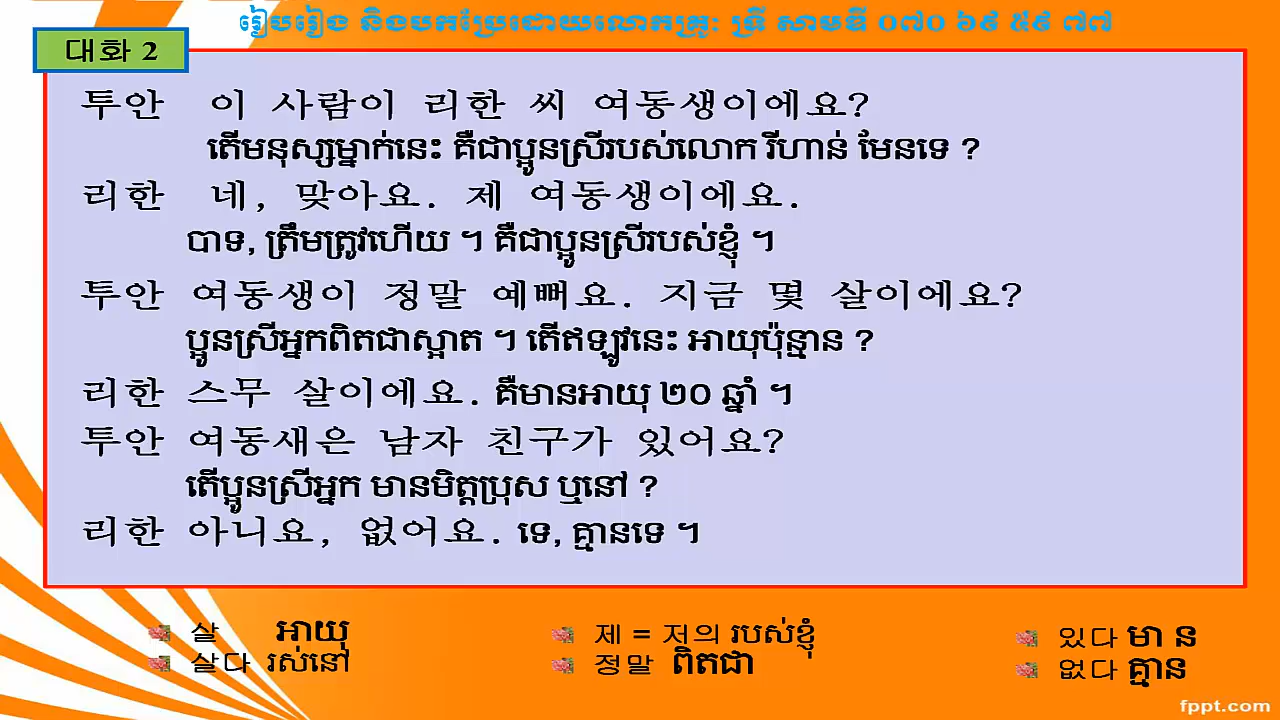 រៀបរៀង និងបកប្រែដោយលោកគ្រូៈ ទ្រី សាមឌី ០៧០ ៦៩ ៥៩ ៧៧
대화 2
투안 이 사람이 리한 씨 여동생이에요?
តើមនុស្សម្នាក់នេះ គឺជាប្អូនស្រីរបស់លោក រីហាន់ មែនទេ ?
리한 네, 맞아요. 제 여동생이에요.
បាទ, ត្រឹមត្រូវហើយ ។ គឺជាប្អូនស្រីរបស់ខ្ញុំ ។
투안 여동생이 정말 예뻐요. 지금 몇 살이에요?
ប្អូនស្រីអ្នកពិតជាស្អាត ។ តើឥឡូវនេះ អាយុប៉ុន្មាន ?
리한 스무 살이에요. គឺមានអាយុ ២០ ឆ្នាំ ។
투안 여동새은 남자 친구가 있어요?
តើប្អូនស្រីអ្នក មានមិត្តប្រុស ឬនៅ ?
리한 아니요, 없어요. ទេ, គ្មានទេ ។
살 អាយុ
살다 រស់នៅ
제 = 저의 របស់ខ្ញុំ
정말 ពិតជា
있다 មា ន
없다 គ្មាន
fppt.com